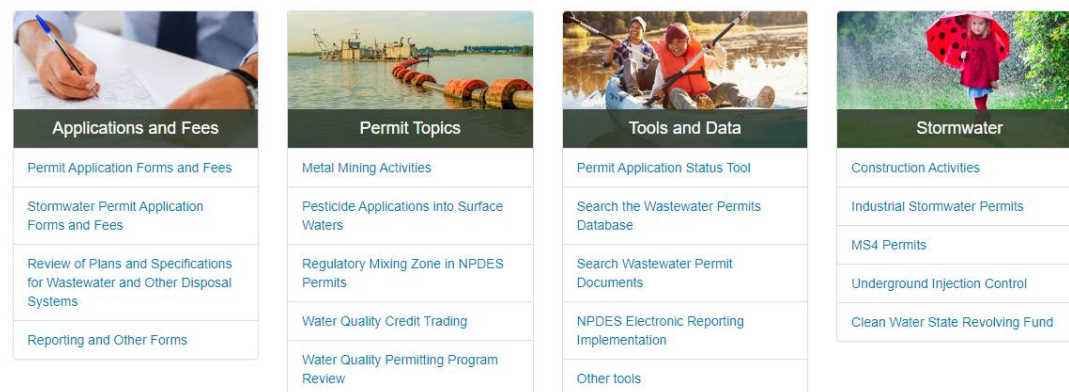 Applications and Fees
Permit Application Forms and Fees
Stormwater Permit Application
Forms and Fees
Review of Plans and Specifications
for Wastewater and Other Disposal
Systems
Reporting and Other Forms
Permit Topics
Metal Mining Activities
Pesticide Applications into Surface
Waters
Regulatory Mixing Zone in NPDES
Permits
Water Quality Credit Trading
Water Quality Permitting Program
Review
Tools and Data
Permit Application Status Tool
Search the Wastewater Permits
Database
Search Wastewater Permit
Documents
NPDES Electronic Reporting
Implementation
Other tools
Stormwater
Construction Activities
Industrial Stormwater Permits
MS4 Permits
Underground Injection Control
Clean Water State Revolving Fund